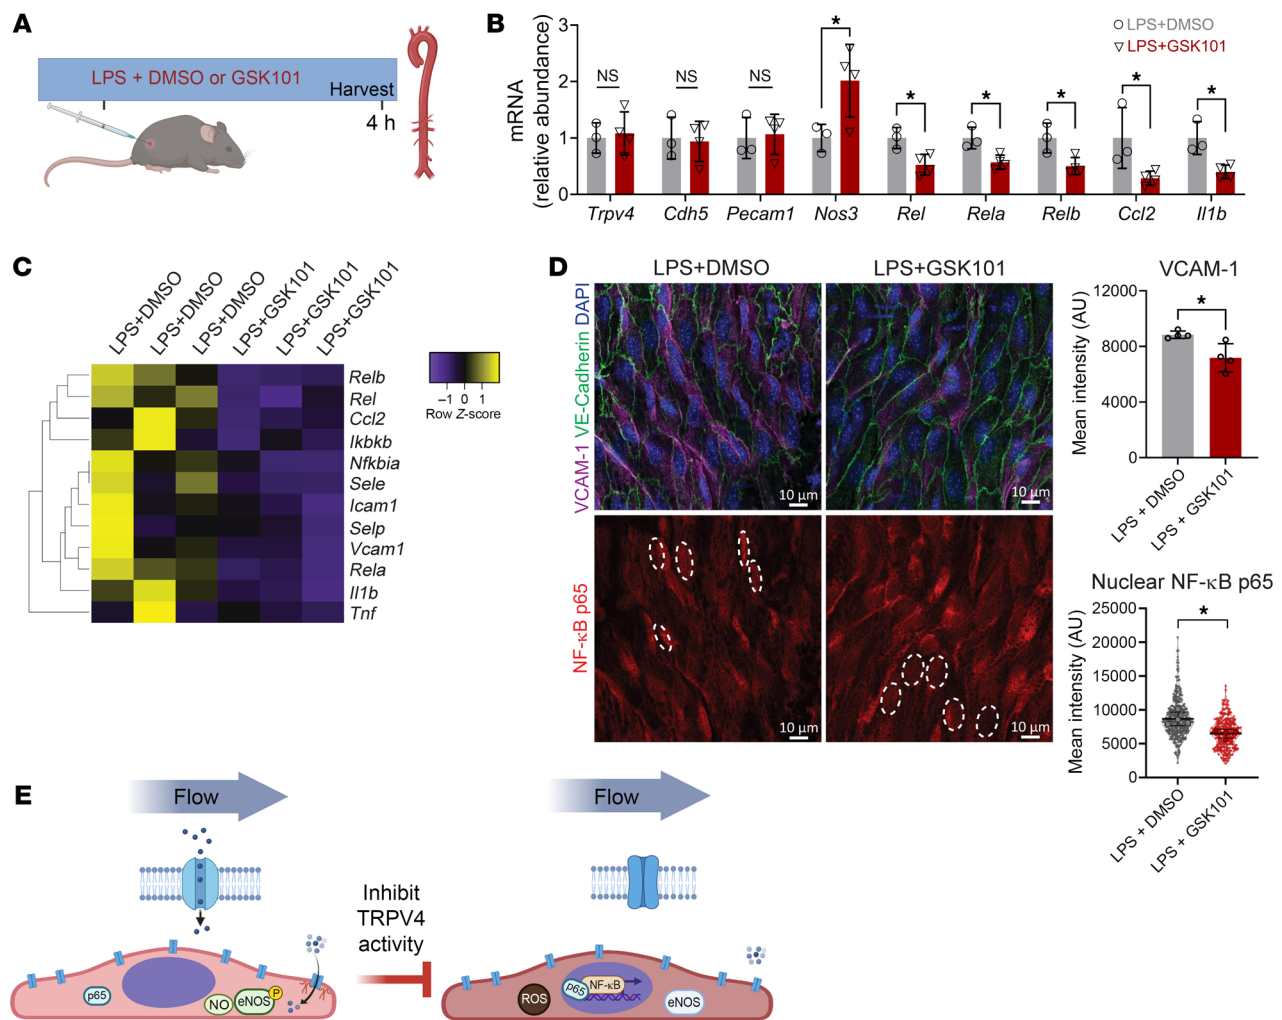 A
LPS + DMSO or GSK101
Harvest
4 h
B
mRNA
(relative abundance)
3
2
1
0
LPS+DMSO
LPS+GSK101
NS
NS
NS
*
*
*
*
*
*
Trpv4
Cdh5
Pecam1
Nos3
Rel
Rela
Relb
Ccl2
Il1b
C
LPS+DMSO
LPS+DMSO
LPS+DMSO
LPS+GSK101
LPS+GSK101
LPS+GSK101
Relb
Rel
Ccl2
Ikbkb
Nfkbia
Sele
Icam1
Selp
Vcam1
Rela
Il1b
Tnf
–1 0 1
Row Z-score
D
LPS+DMSO
LPS+GSK101
VCAM-1 VE-Cadherin DAPI
10 µm
10 µm
NF-κB p65
10 µm
10 µm
VCAM-1
Mean intensity (AU)
12000
8000
4000
0
*
LPS + DMSO
LPS + GSK101
Nuclear NF-κB p65
Mean intensity (AU)
25000
20000
15000
10000
5000
0
*
LPS + DMSO
LPS + GSK101
E
Flow
p65
NO
eNOS
P
Inhibit
TRPV4
activity
Flow
ROS
p65
NF-κB
eNOS